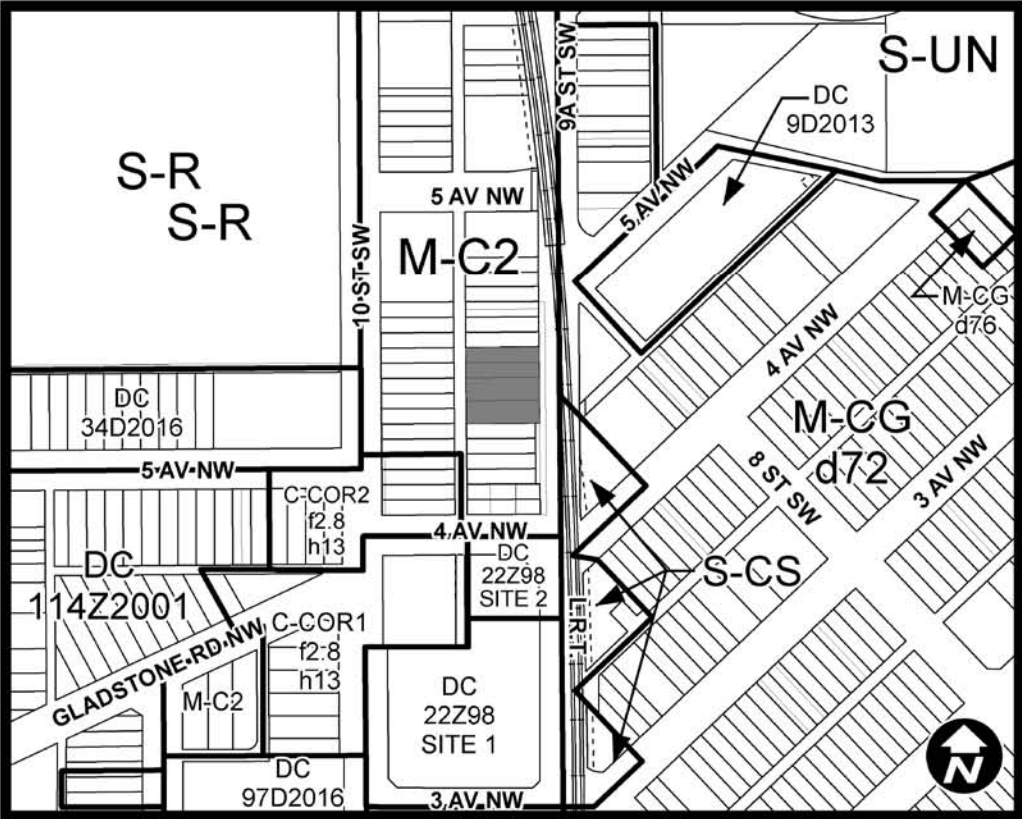 S-UN
9A ST SW
DC
9D2013
S-R
S-R
5 AV NW
5 AV NW
M-C2
10 ST SW
M-CG
d76
4 AV NW
DC
34D2016
M-CG
d72
5 AV NW
8 ST SW
3 AV NW
C-COR2
f2.8
h13
4 AV NW
DC
22Z98
SITE 2
DC
114Z2001
S-CS
L.R.T.
C-COR1
f2.8
h13
GLADSTONE RD NW
M-C2
DC
22Z98
SITE 1
DC
97D2016
3 AV NW
N